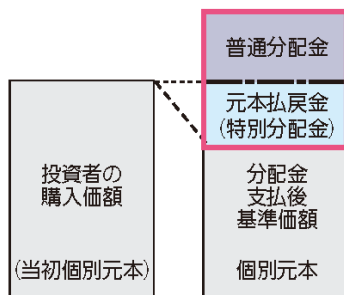 普通分配金
元本払戻金
(特別分配金)
投資者の
購入価額
(当初個別元本)
分配金
支払後
基準価額
個別元本